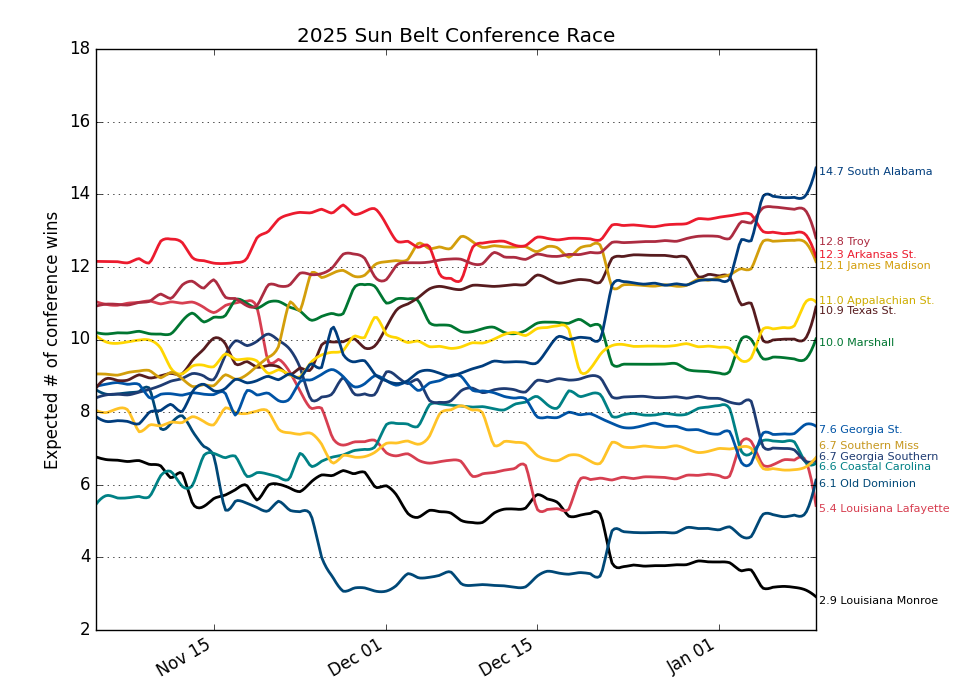 2025 Sun Belt Conference Race
Expected # of conference wins
18
16
14
12
10
8
6
4
2
Nov 15
Dec 01
Dec 15
Jan 01
14.7 South Alabama
12.8 Troy
12.3 Arkansas St.
12.1 James Madison
11.0 Appalachian St.
10.9 Texas St.
10.0 Marshall
7.6 Georgia St.
6.7 Southern Miss
6.7 Georgia Southern
6.6 Coastal Carolina
6.1 Old Dominion
5.4 Louisiana Lafayette
2.9 Louisiana Monroe